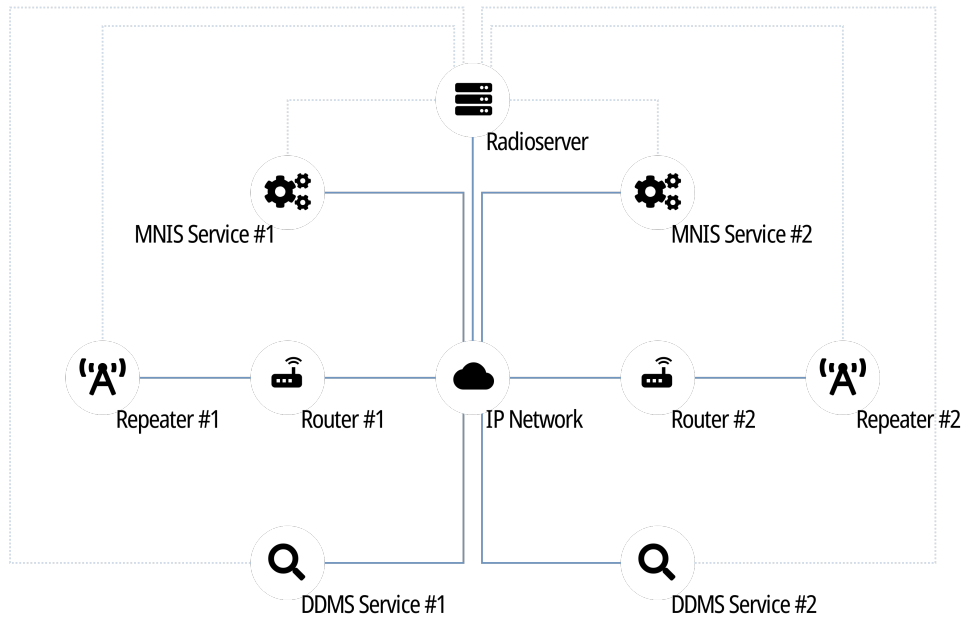 Radioserver
MNIS Service #1
MNIS Service #2
Repeater #1
Router #1
IP Network
Router #2
Repeater #2
DDMS Service #1
DDMS Service #2